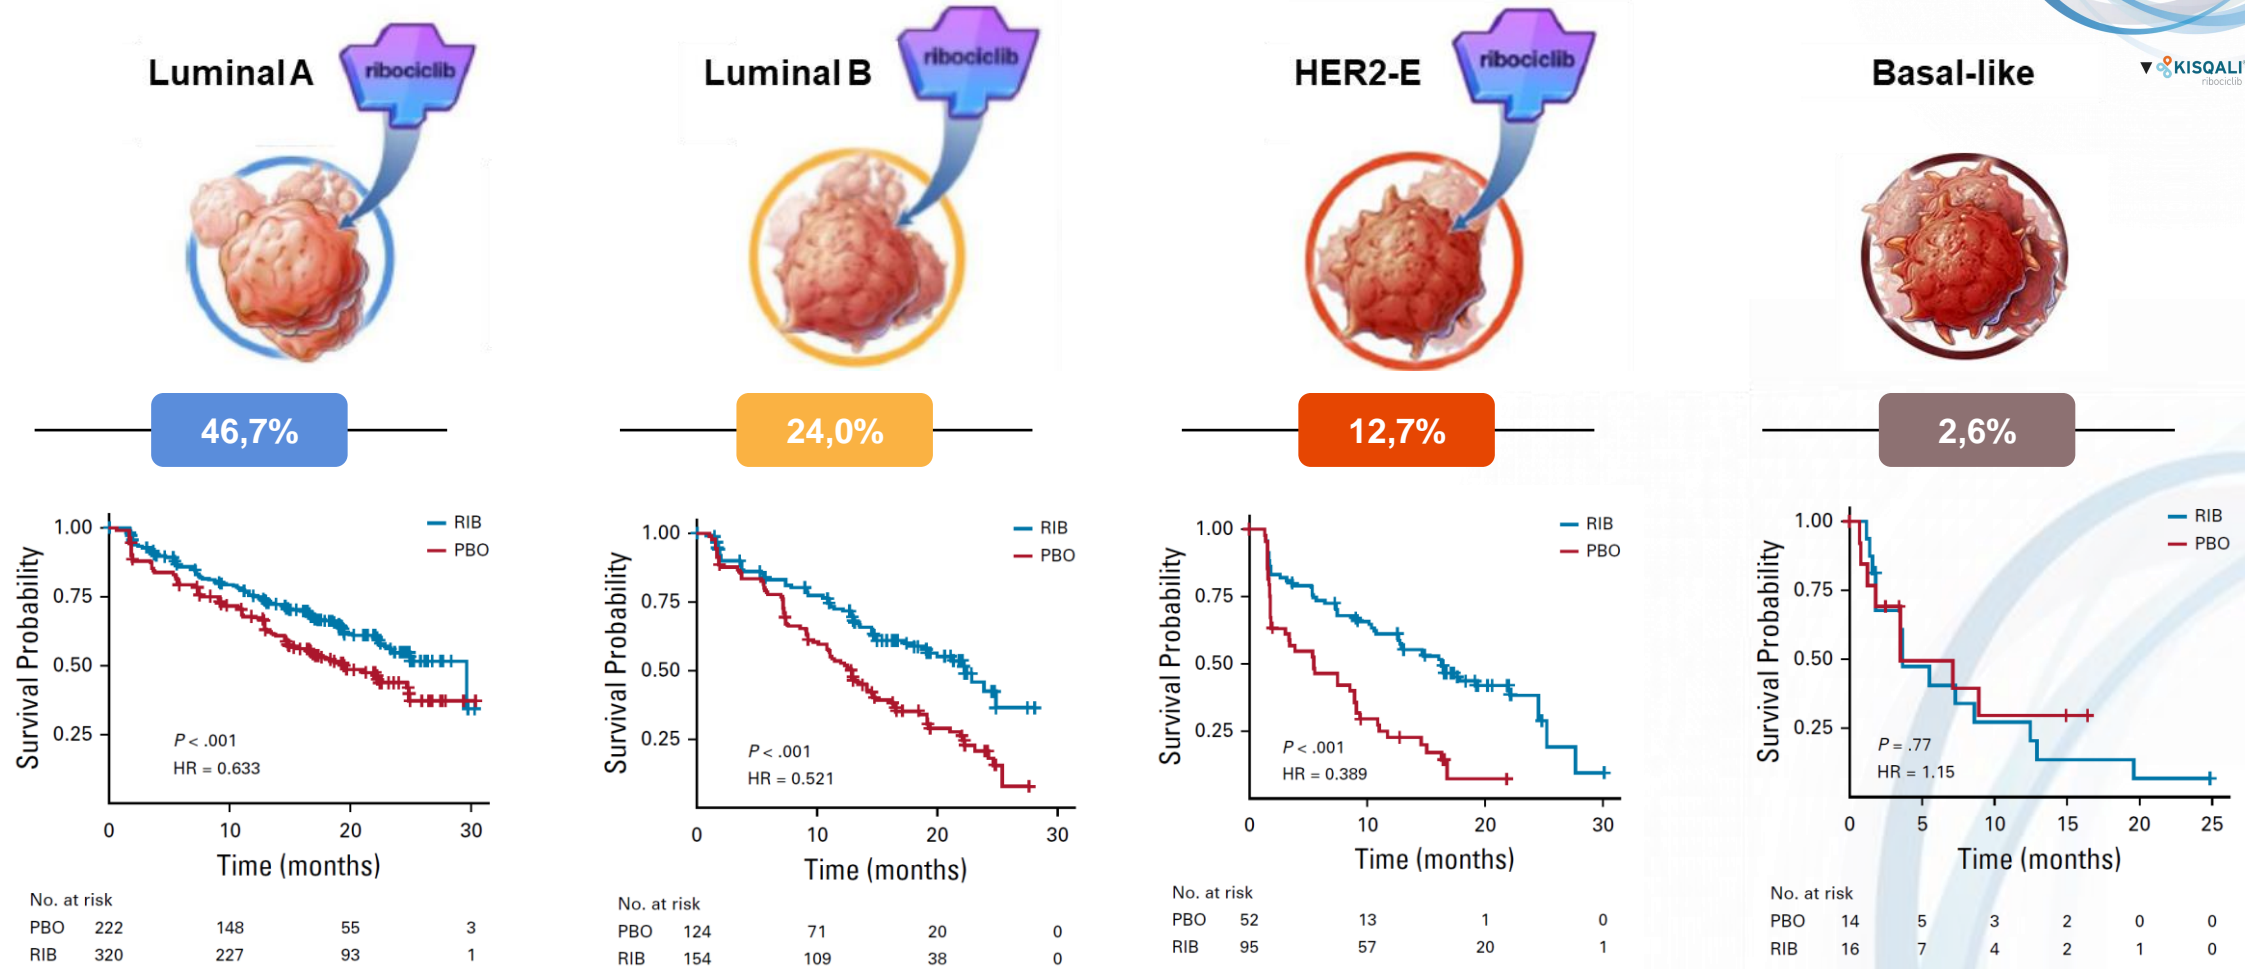 Luminal A
ribociclib
Luminal B
ribociclib
HER2-E
ribociclib
Basal-like
▼ KISQALI
ribociclib
46,7%
24,0%
12,7%
2,6%
Survival Probability
1.00
0.75
0.50
0.25
RIB
PBO
P < .001
HR = 0.633
0 10 20 30
Time (months)
No. at risk
PBO 222 148 55 3
RIB 320 227 93 1
Survival Probability
1.00
0.75
0.50
0.25
RIB
PBO
P < .001
HR = 0.521
0 10 20 30
Time (months)
No. at risk
PBO 124 71 20 0
RIB 154 109 38 0
Survival Probability
1.00
0.75
0.50
0.25
RIB
PBO
P < .001
HR = 0.389
0 10 20 30
Time (months)
No. at risk
PBO 52 13 1 0
RIB 95 57 20 1
Survival Probability
1.00
0.75
0.50
0.25
RIB
PBO
P = .77
HR = 1.15
0 5 10 15 20 25
Time (months)
No. at risk
PBO 14 5 3 2 0 0
RIB 16 7 4 2 1 0